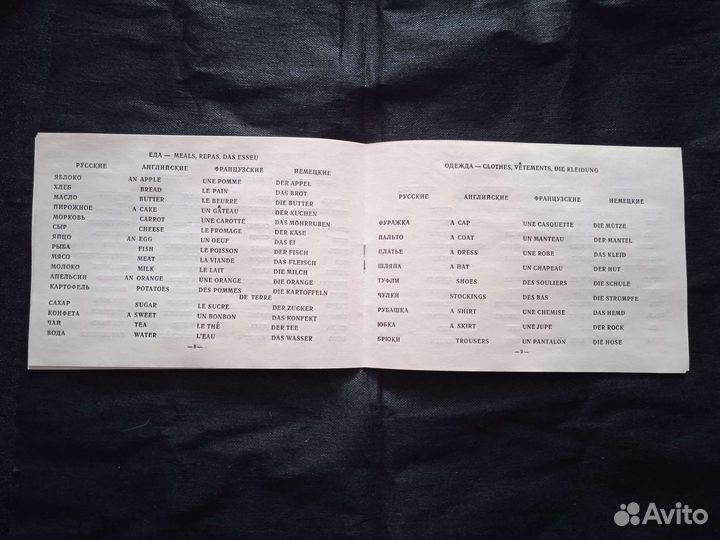 ЕДА — MEALS, REPAS, DAS ESSEU
РУССКИЕ АНГЛИЙСКИЕ ФРАНЦУЗСКИЕ НЕМЕЦКИЕ
ЯБЛОКО AN APPLE UNE POMME DER APPEL
ХЛЕБ BREAD LE PAIN DAS BROT
МАСЛО BUTTER LE BEURRE DIE BUTTER
ПИРОЖНОЕ A CAKE UN GÂTEAU DER KUCHEN
МОРКОВЬ CARROT UNE CAROTTE DAS MOHRRUBEN
СЫР CHEESE LE FROMAGE DER KÄSE
ЯЙЦО AN EGG UN OEUF DAS EI
РЫБА FISH LE POISSON DER FISCH
МЯСО MEAT LA VIANDE DAS FLEISCH
МОЛОКО MILK LE LAIT DIE MILCH
АПЕЛЬСИН AN ORANGE UNE ORANGE DIE ORANGE
КАРТОФЕЛЬ POTATOES DES POMMES DIE KARTOFFELN
DE TERRE
САХАР SUGAR LE SUCRE DER ZUCKER
КОНФЕТА A SWEET UN BONBON DAS KONFEKT
ЧАЙ TEA LE THÉ DER TEE
ВОДА WATER L'EAU DAS WASSER
—8—
ОДЕЖДА — CLOTHES, VÊTEMENTS, DIE KLEIDUNG
РУССКИЕ АНГЛИЙСКИЕ ФРАНЦУЗСКИЕ НЕМЕЦКИЕ
ФУРАЖКА A CAP UNE CASQUETTE DIE MÜTZE
ПАЛЬТО A COAT UN MANTEAU DER MANTEL
ПЛАТЬЕ A DRESS UNE ROBE DAS KLEID
ШЛЯПА A HAT UN CHAPEAU DER HUT
ТУФЛИ SHOES DES SOULIERS DIE SCHULE
ЧУЛКИ STOCKINGS DES BAS DIE STRUMPFE
РУБАШКА A SHIRT UNE CHEMISE DAS HEMD
ЮБКА A SKIRT UNE JUPE DER ROCK
БРЮКИ TROUSERS UN PANTALON DIE HOSE
—9—
Avito